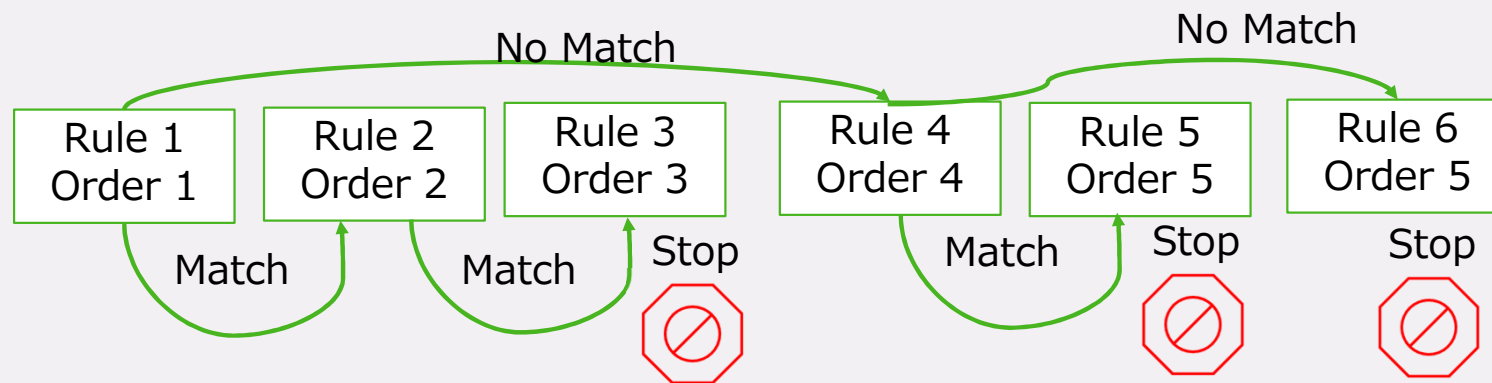 No Match
No Match
Rule 1
Order 1
Rule 2
Order 2
Rule 3
Order 3
Rule 4
Order 4
Rule 5
Order 5
Rule 6
Order 5
Match
Match
Stop
Match
Stop
Stop